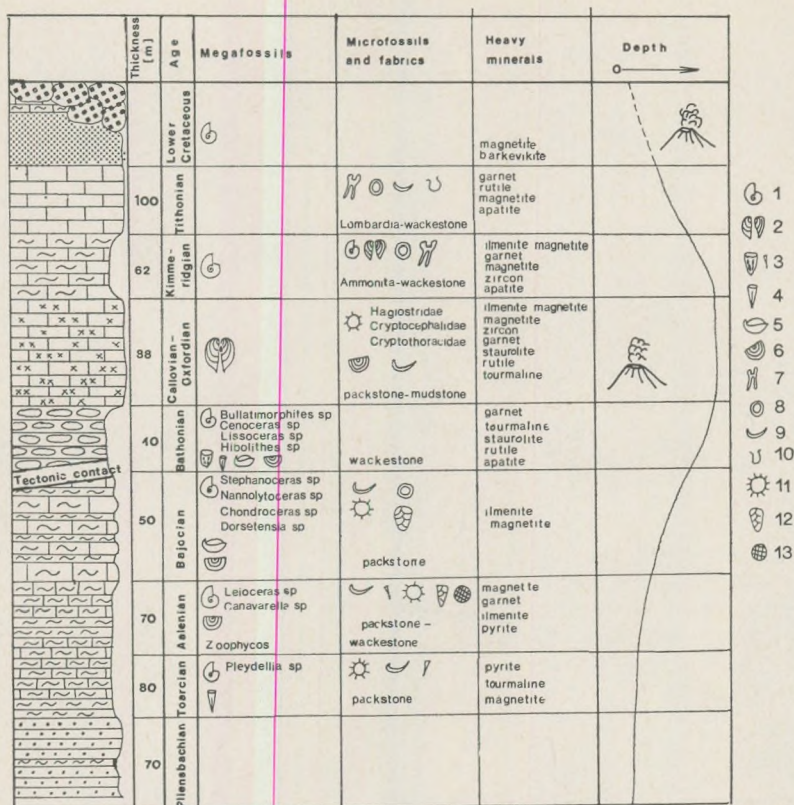 Thickness [m]
Age
Megafossils
Microfossils and fabrics
Heavy minerals
Depth
0
Lower Cretaceous
magnetite
barkevikite
100
Tithonian
Lombardia-wackestone
garnet
rutile
magnetite
apatite
62
Kimme-
ridgian
Ammonita-wackestone
ilmenite magnetite
garnet
magnetite
zircon
apatite
88
Callovian-
Oxfordian
Hagiostridae
Cryptocephalidae
Cryptothoracidae
packstone-mudstone
ilmenite magnetite
magnetite
zircon
garnet
staurolite
rutile
tourmaline
40
Bathonian
Bullatimorphites sp
Cenoceras sp
Lissoceras sp
Hibolithes sp
wackestone
garnet
tourmaline
staurolite
rutile
apatite
Tectonic contact
50
Bajocian
Stephanoceras sp
Nannolytoceras sp
Chondroceras sp
Dorsetensia sp
packstone
ilmenite
magnetite
70
Aalenian
Leioceras sp
Canavarella sp
Zoophycos
packstone -
wackestone
magnetite
garnet
ilmenite
pyrite
80
Toarcian
Pleydellia sp
packstone
pyrite
tourmaline
magnetite
70
Pliensbachian
1
2
3
4
5
6
7
8
9
10
11
12
13